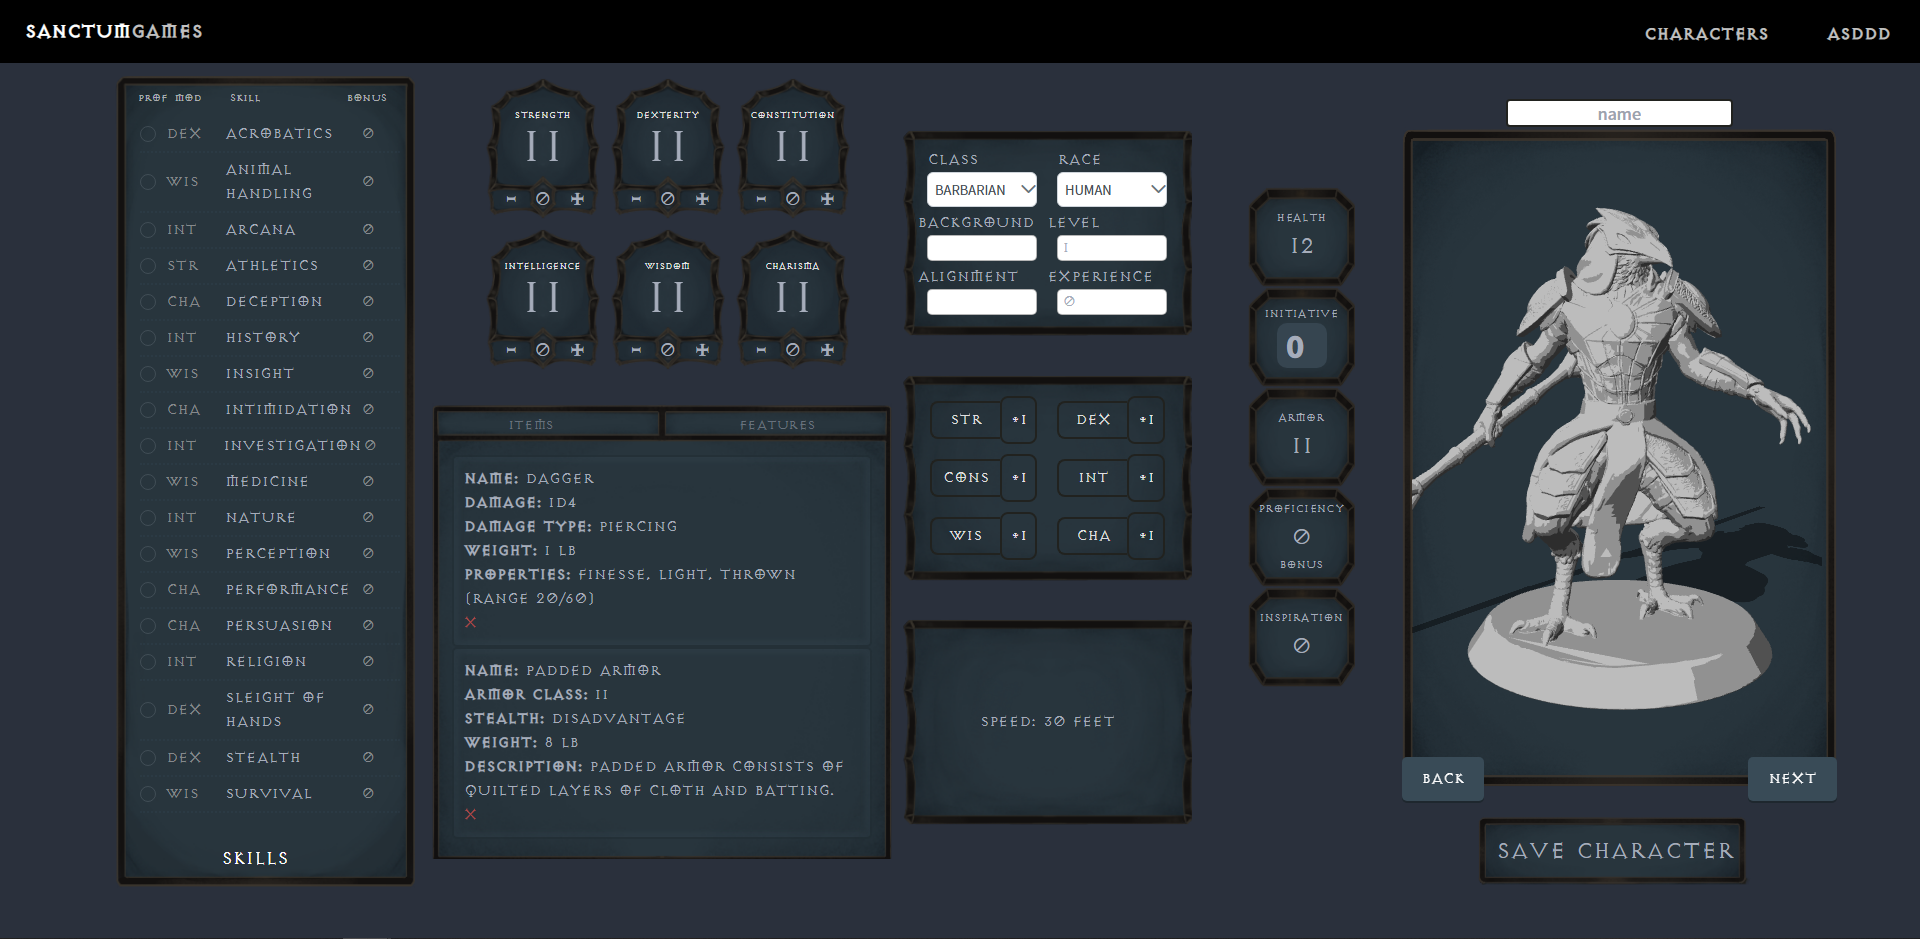 SANCTUMGAMES
CHARACTERS ASDDD
PROF MOD SKILL BONUS
DEX ACROBATICS 0
WIS ANIMAL HANDLING 0
INT ARCANA 0
STR ATHLETICS 0
CHA DECEPTION 0
INT HISTORY 0
WIS INSIGHT 0
CHA INTIMIDATION 0
INT INVESTIGATION 0
WIS MEDICINE 0
INT NATURE 0
WIS PERCEPTION 0
CHA PERFORMANCE 0
CHA PERSUASION 0
INT RELIGION 0
DEX SLEIGHT OF HANDS 0
DEX STEALTH 0
WIS SURVIVAL 0
SKILLS
STRENGTH
11
- 0 +
DEXTERITY
11
- 0 +
CONSTITUTION
11
- 0 +
INTELLIGENCE
11
- 0 +
WISDOM
11
- 0 +
CHARISMA
11
- 0 +
ITEMS FEATURES
NAME: DAGGER
DAMAGE: 1D4
DAMAGE TYPE: PIERCING
WEIGHT: 1 LB
PROPERTIES: FINESSE, LIGHT, THROWN
(RANGE 20/60)
X
NAME: PADDED ARMOR
ARMOR CLASS: 11
STEALTH: DISADVANTAGE
WEIGHT: 8 LB
DESCRIPTION: PADDED ARMOR CONSISTS OF
QUILTED LAYERS OF CLOTH AND BATTING.
X
CLASS RACE
BARBARIAN HUMAN
BACKGROUND LEVEL
1
ALIGNMENT EXPERIENCE
0
STR +1 DEX +1
CONS +1 INT +1
WIS +1 CHA +1
SPEED: 30 FEET
HEALTH
12
INITIATIVE
0
ARMOR
11
PROFICIENCY
0
BONUS
INSPIRATION
0
name
BACK NEXT
SAVE CHARACTER